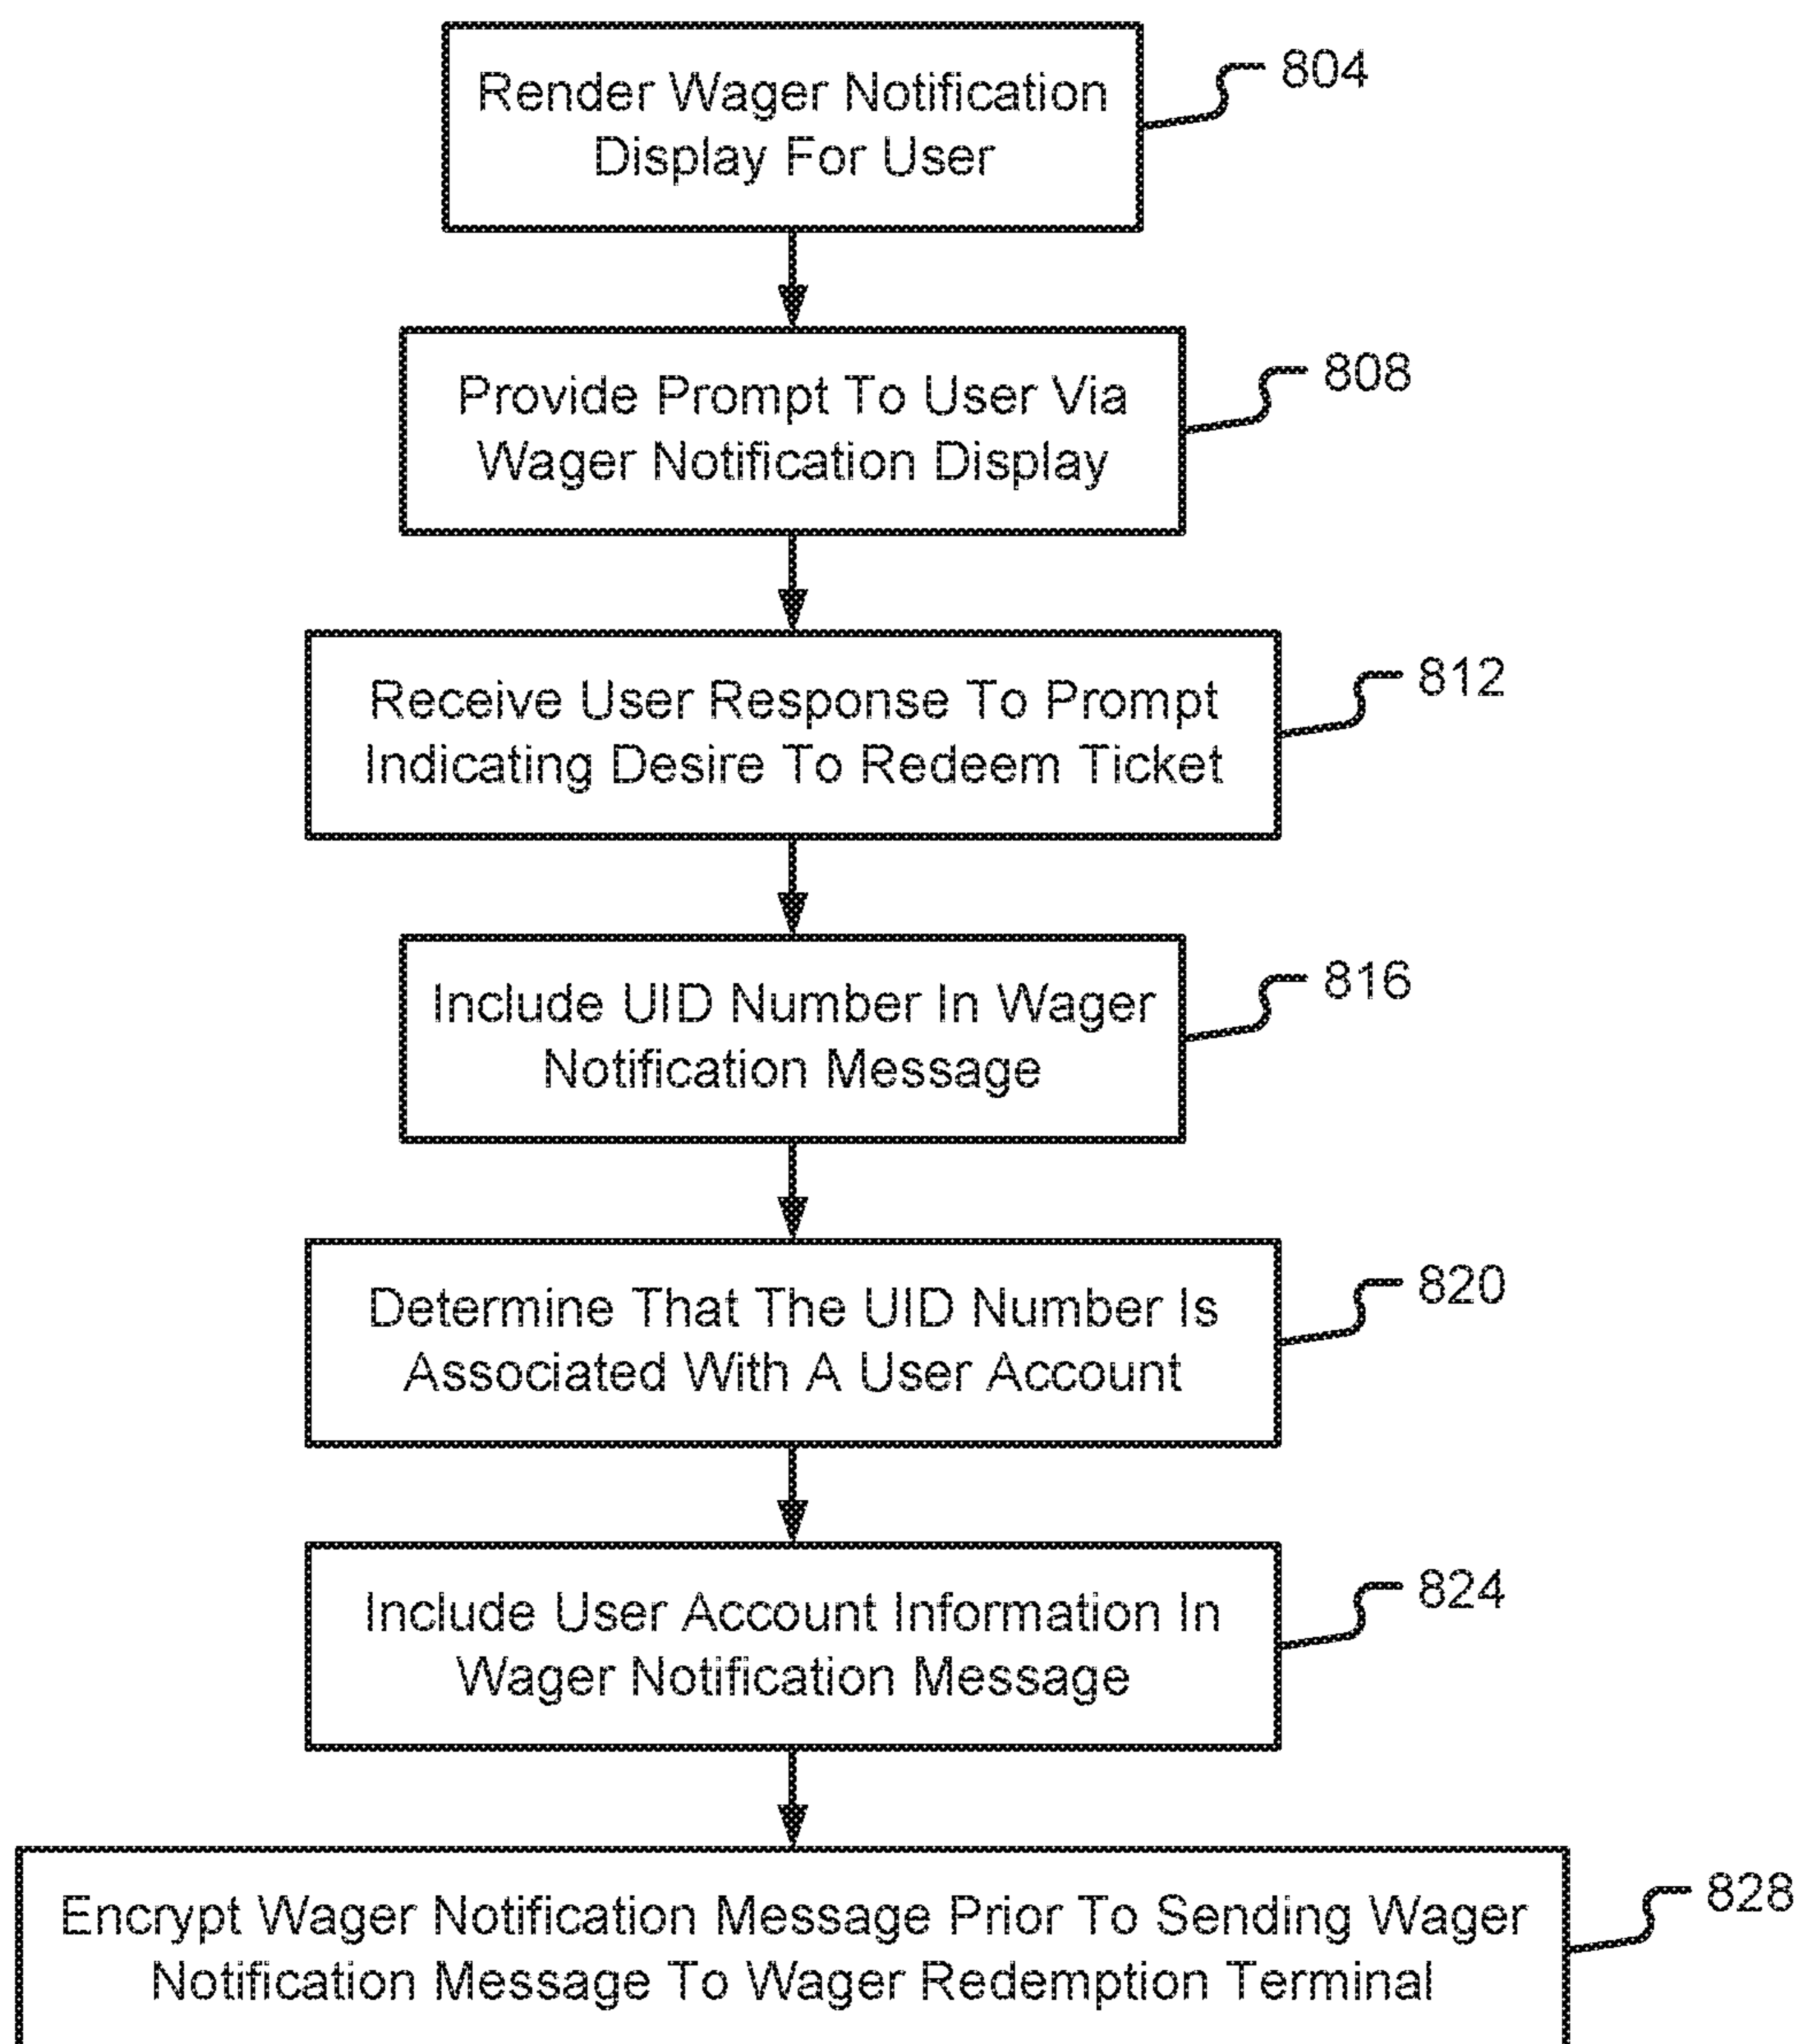 Render Wager Notification
Display For User
804
Provide Prompt To User Via
Wager Notification Display
808
Receive User Response To Prompt
Indicating Desire To Redeem Ticket
812
Include UID Number In Wager
Notification Message
816
Determine That The UID Number Is
Associated With A User Account
820
Include User Account Information In
Wager Notification Message
824
Encrypt Wager Notification Message Prior To Sending Wager
Notification Message To Wager Redemption Terminal
828